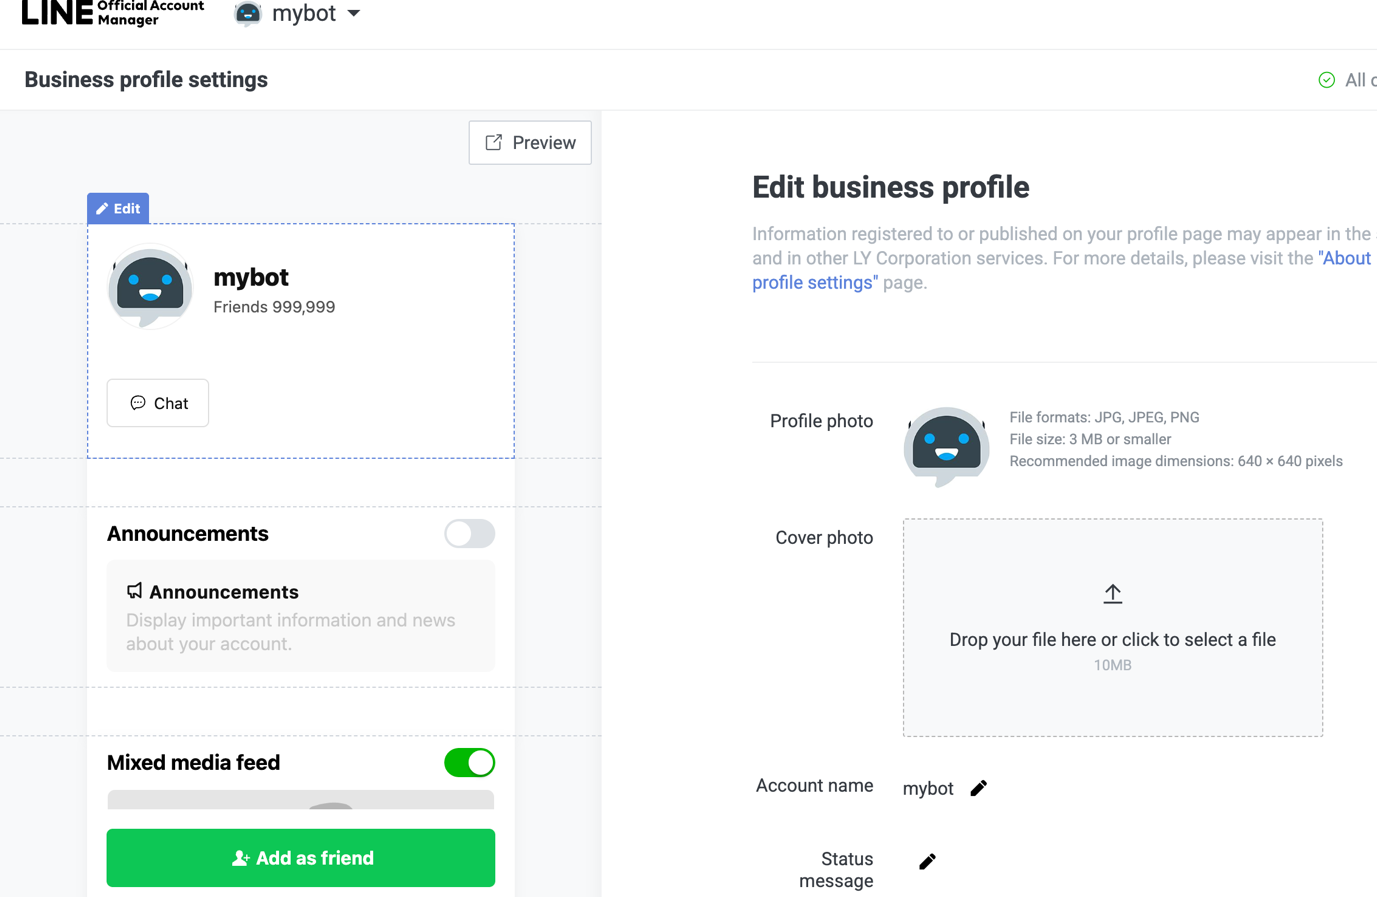 LINE Official Account Manager
mybot
Business profile settings
All
Preview
Edit
mybot
Friends 999,999
Chat
Announcements
Announcements
Display important information and news
about your account.
Mixed media feed
Add as friend
Edit business profile
Information registered to or published on your profile page may appear in the
and in other LY Corporation services. For more details, please visit the "About
profile settings" page.
Profile photo
File formats: JPG, JPEG, PNG
File size: 3 MB or smaller
Recommended image dimensions: 640 × 640 pixels
Cover photo
Drop your file here or click to select a file
10MB
Account name
mybot
Status
message